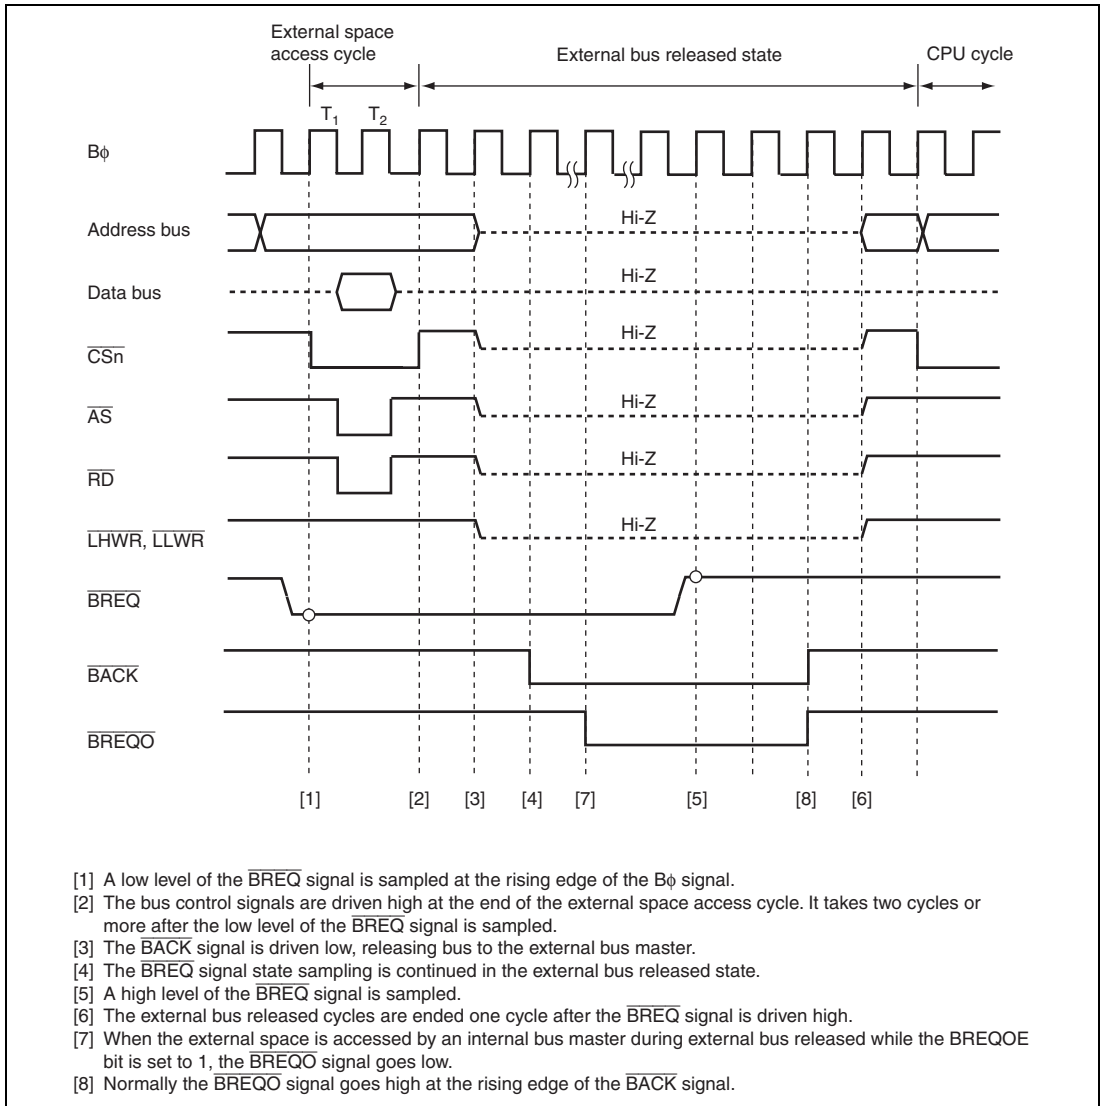 External space
access cycle
External bus released state
CPU cycle
T1
T2
Bϕ
Address bus
Hi-Z
Data bus
Hi-Z
CSn
Hi-Z
AS
Hi-Z
RD
Hi-Z
LHWR, LLWR
Hi-Z
BREQ
BACK
BREQO
[1] [2] [3] [4] [7] [5] [8] [6]
[1] A low level of the BREQ signal is sampled at the rising edge of the Bϕ signal.
[2] The bus control signals are driven high at the end of the external space access cycle. It takes two cycles or
more after the low level of the BREQ signal is sampled.
[3] The BACK signal is driven low, releasing bus to the external bus master.
[4] The BREQ signal state sampling is continued in the external bus released state.
[5] A high level of the BREQ signal is sampled.
[6] The external bus released cycles are ended one cycle after the BREQ signal is driven high.
[7] When the external space is accessed by an internal bus master during external bus released while the BREQOE
bit is set to 1, the BREQO signal goes low.
[8] Normally the BREQO signal goes high at the rising edge of the BACK signal.